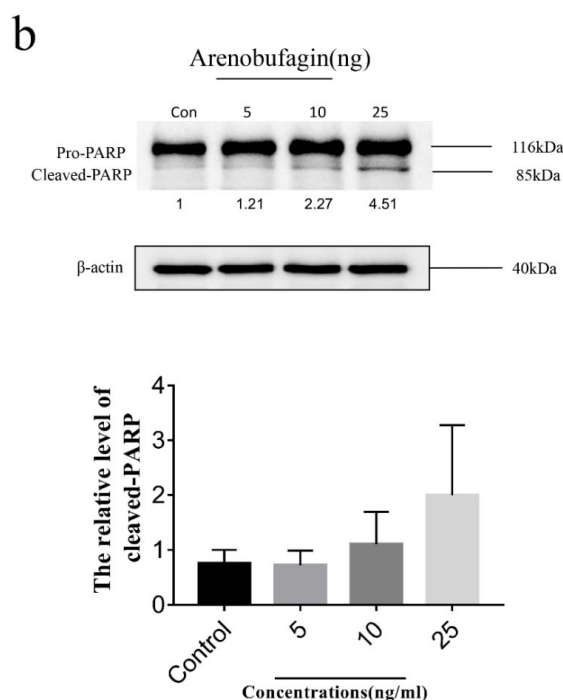 b
Arenobufagin(ng)
Con 5 10 25
Pro-PARP 116kDa
Cleaved-PARP 85kDa
1 1.21 2.27 4.51
β-actin 40kDa
The relative level of
cleaved-PARP
4
3
2
1
0
Control 5 10 25
Concentrations(ng/ml)